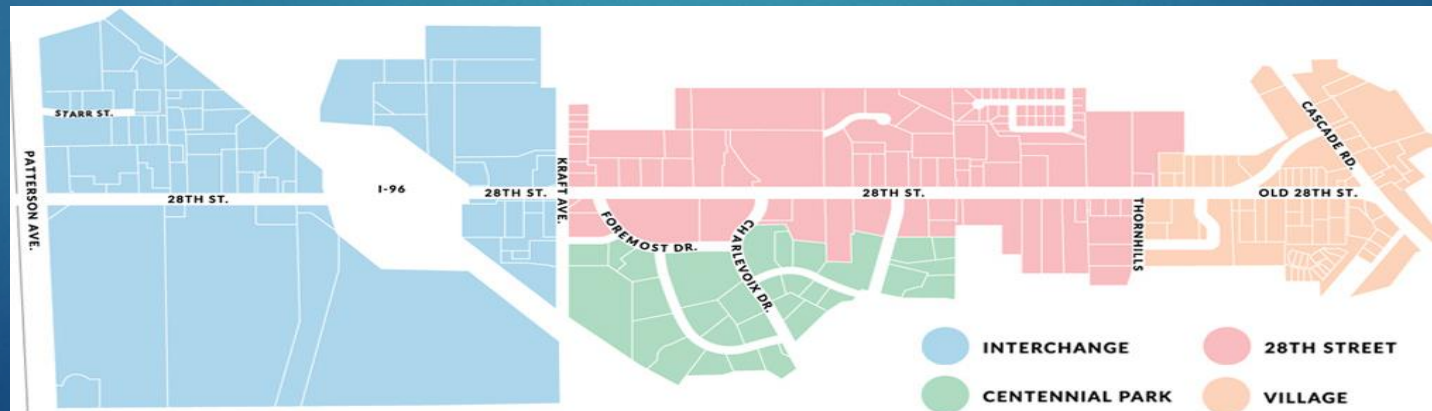 STARR ST.
PATTERSON AVE.
28TH ST.
I-96
28TH ST.
KRAFT AVE.
FOREMOST DR.
CHARLEVOIX DR.
28TH ST.
THORNHILLS
OLD 28TH ST.
CASCADE RD.
INTERCHANGE
28TH STREET
CENTENNIAL PARK
VILLAGE